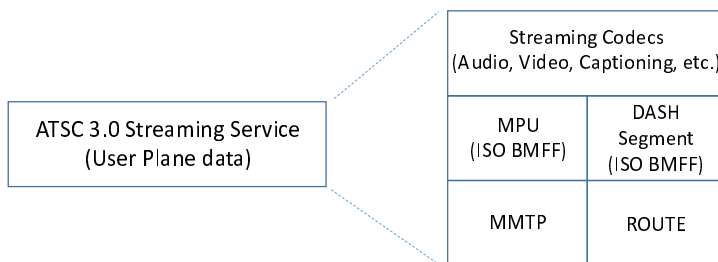 Streaming Codecs
(Audio, Video, Captioning, etc.)
ATSC 3.0 Streaming Service
(User Plane data)
MPU
(ISO BMFF)
DASH
Segment
(ISO BMFF)
MMTP
ROUTE